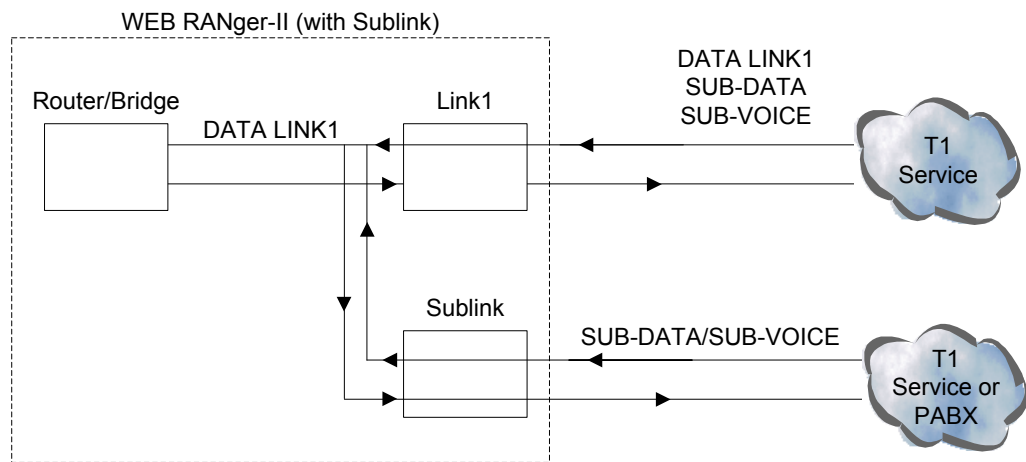 WEB RANger-II (with Sublink)
DATA LINK1
SUB-DATA
SUB-VOICE
Router/Bridge
Link1
DATA LINK1
T1
Service
Sublink
SUB-DATA/SUB-VOICE
T1
Service or
PABX